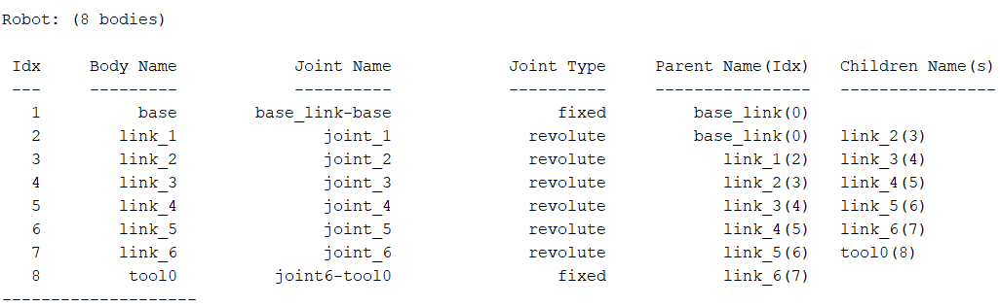 Robot: (8 bodies)
Idx Body Name Joint Name Joint Type Parent Name(Idx) Children Name(s)
--- --------- ---------- ---------- ---------------- ----------------
1 base base_link-base fixed base_link(0)
2 link_1 joint_1 revolute base_link(0) link_2(3)
3 link_2 joint_2 revolute link_1(2) link_3(4)
4 link_3 joint_3 revolute link_2(3) link_4(5)
5 link_4 joint_4 revolute link_3(4) link_5(6)
6 link_5 joint_5 revolute link_4(5) link_6(7)
7 link_6 joint_6 revolute link_5(6) tool0(8)
8 tool0 joint6-tool0 fixed link_6(7)
--------------------